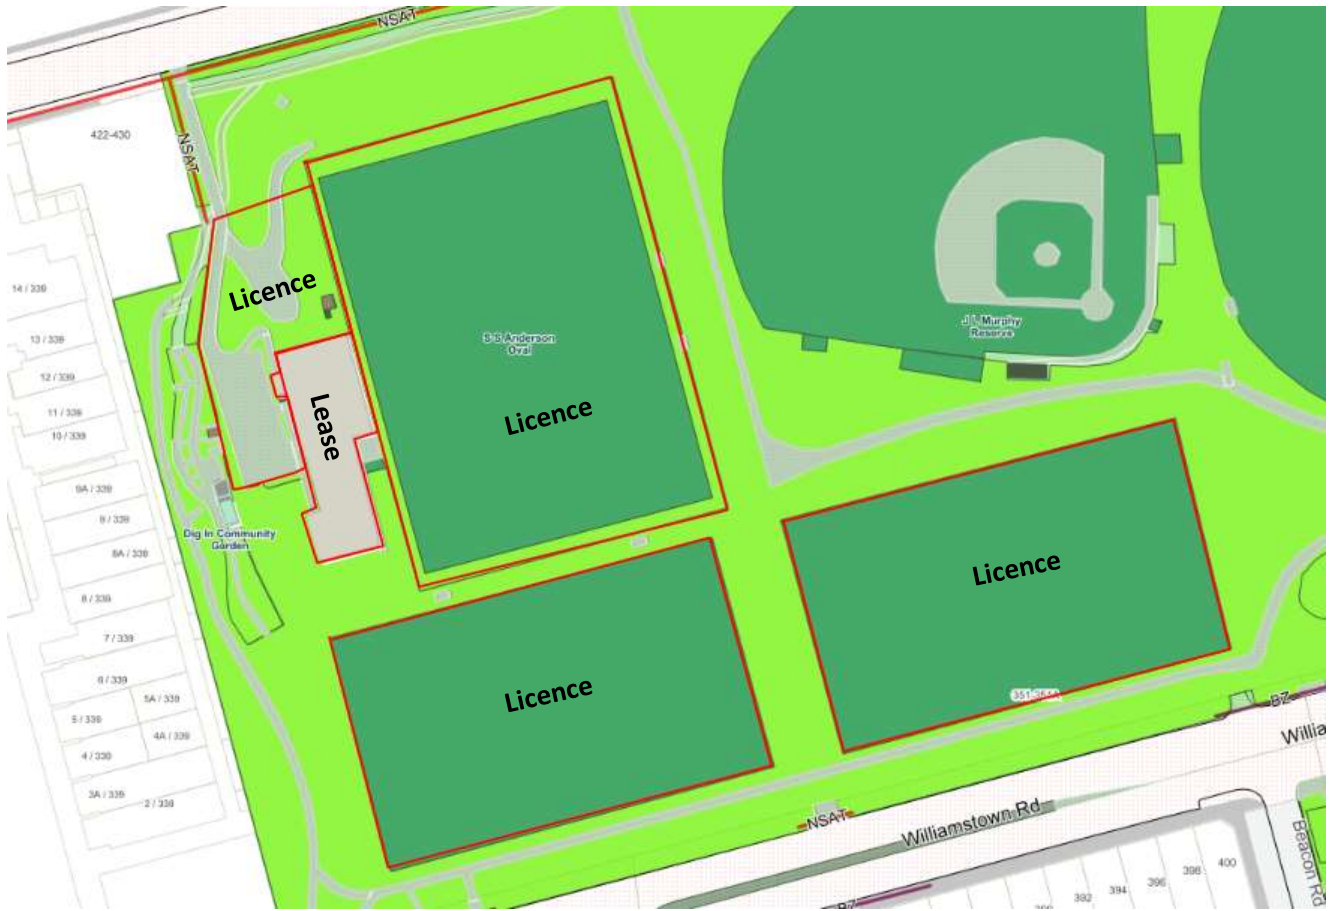 NSAT
422-430
NSAT
14 / 339
Licence
13 / 339
S S Anderson
Oval
J L Murphy
Reserve
12 / 339
11 / 339
10 / 339
Licence
Lease
9A / 339
9 / 339
Dig In Community
Garden
8A / 339
Licence
8 / 339
7 / 339
6 / 339
5A / 339
Licence
5 / 339
4A / 339
4 / 339
BZ
3A / 339
2 / 339
NSAT
Williamstown Rd
Beacon Rd
400
398
396
394
392
BZ